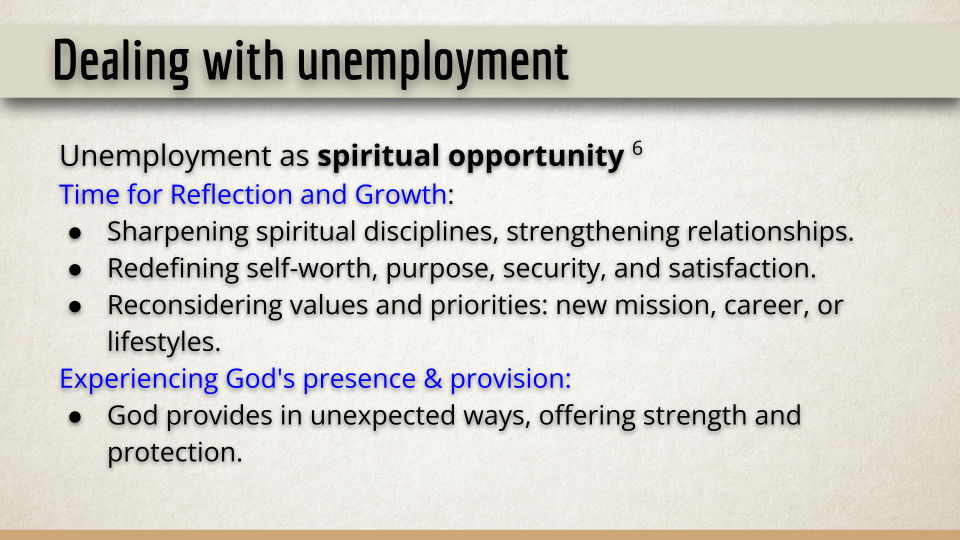 Dealing with unemployment
Unemployment as spiritual opportunity 6
Time for Reflection and Growth:
● Sharpening spiritual disciplines, strengthening relationships.
● Redefining self-worth, purpose, security, and satisfaction.
● Reconsidering values and priorities: new mission, career, or
lifestyles.
Experiencing God's presence & provision:
● God provides in unexpected ways, offering strength and
protection.